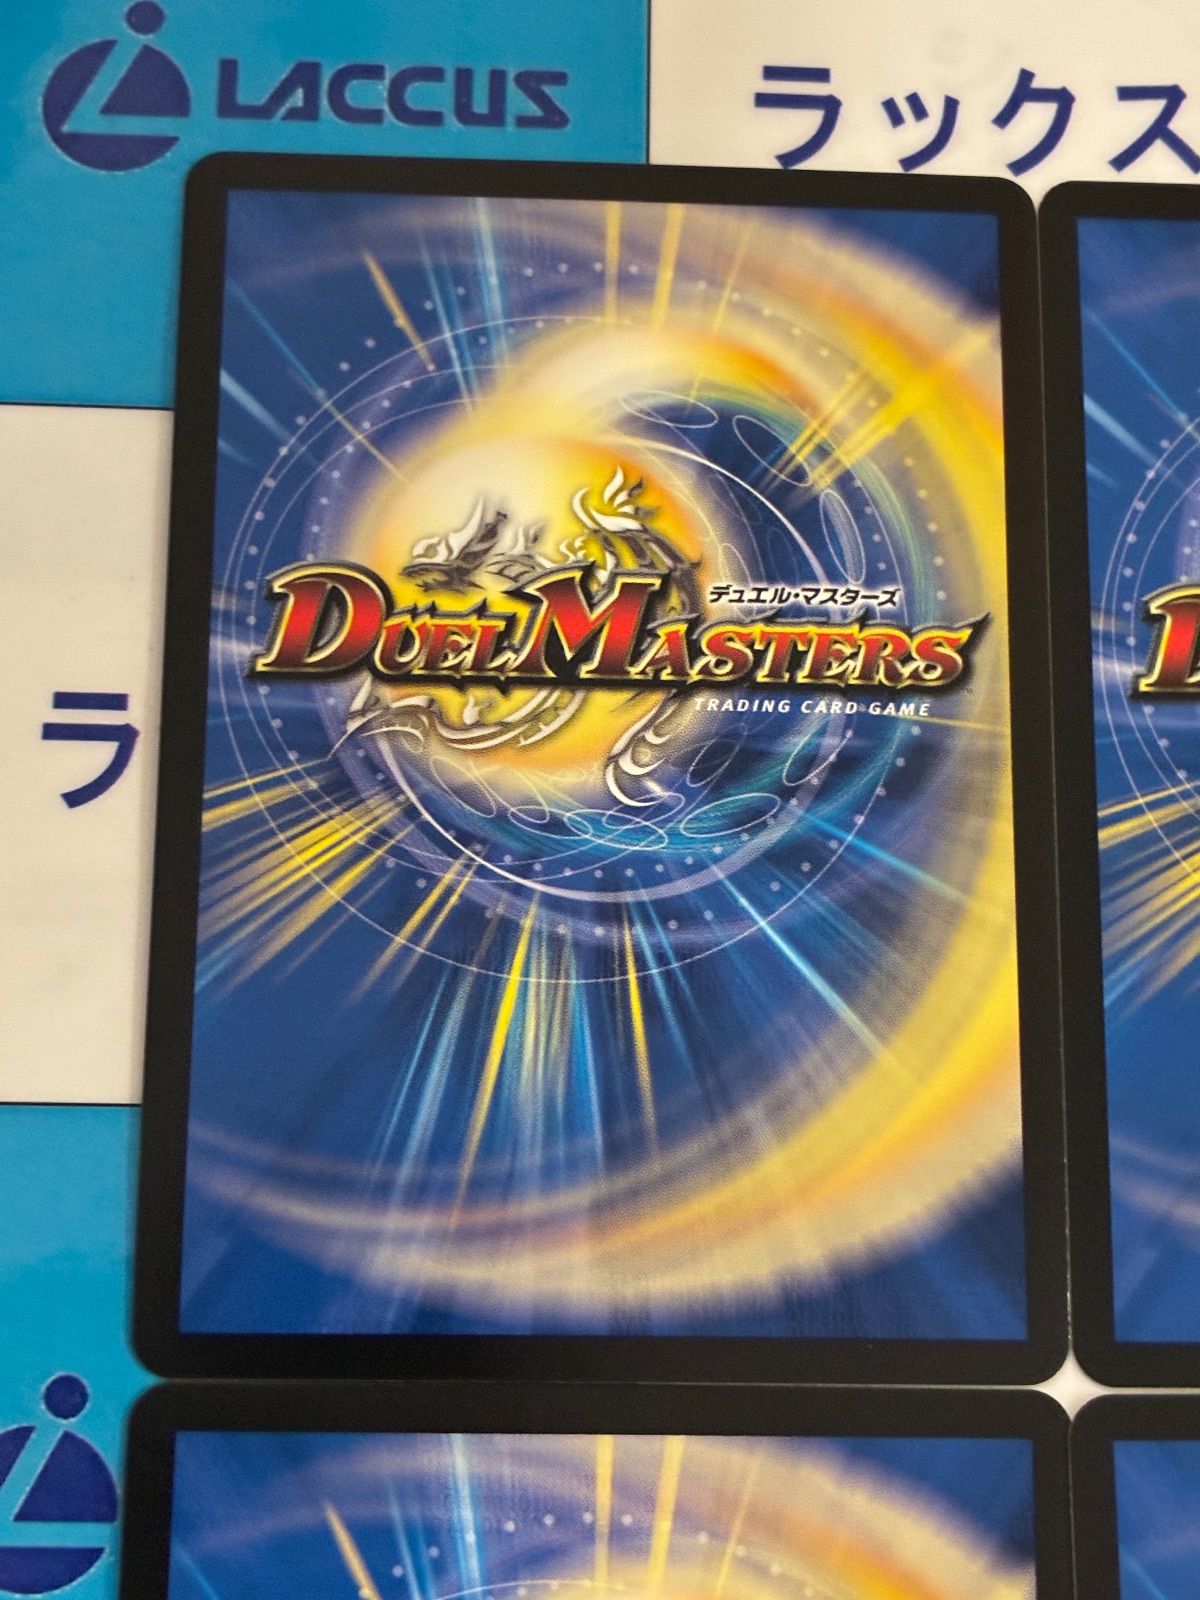 LACCUS
ラックス
デュエル・マスターズ
DUEL MASTERS
TRADING CARD GAME
ラ